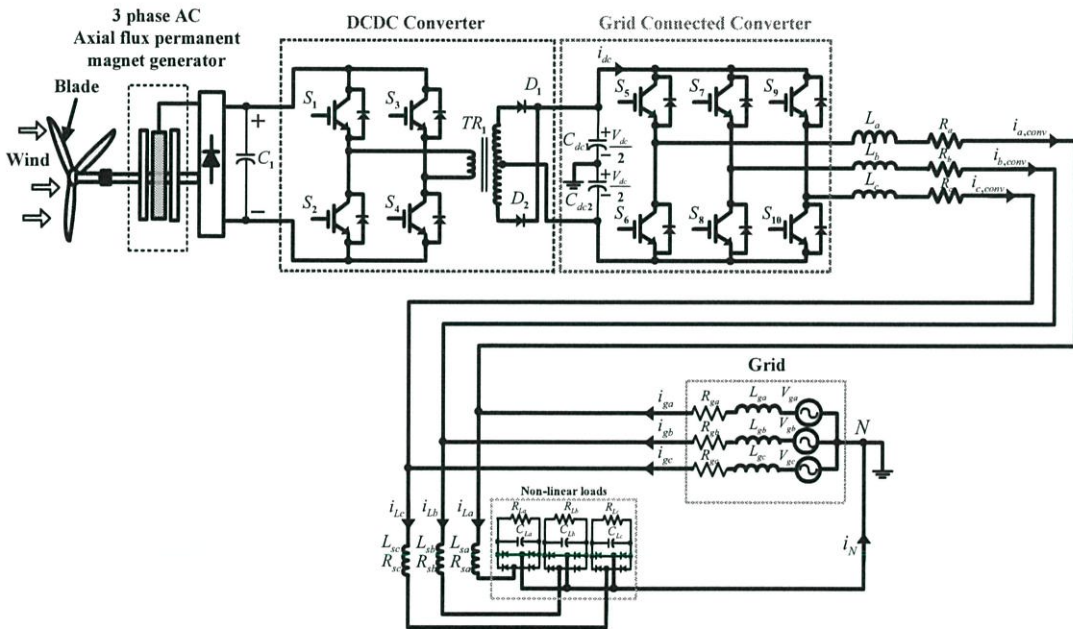 3 phase AC
Axial flux permanent
magnet generator
Blade
Wind
C1
+
−
DCDC Converter
S1
S3
S2
S4
TR1
D1
D2
Grid Connected Converter
idc
Cdc1
+
Vdc
2
−
+
Vdc
2
−
Cdc2
S5
S7
S9
S6
S8
S10
La
Ra
ia,conv
Lb
Rb
ib,conv
Lc
ic,conv
Grid
iga
Rga
Lga
Vga
igb
Rgb
Lgb
Vgb
igc
Rgc
Lgc
Vgc
N
Non-linear loads
iLc
iLb
iLa
Lsc
Rsc
Lsb
Rsb
Lsa
Rsa
RLa
RLb
RLc
CLa
CLb
CLc
iN